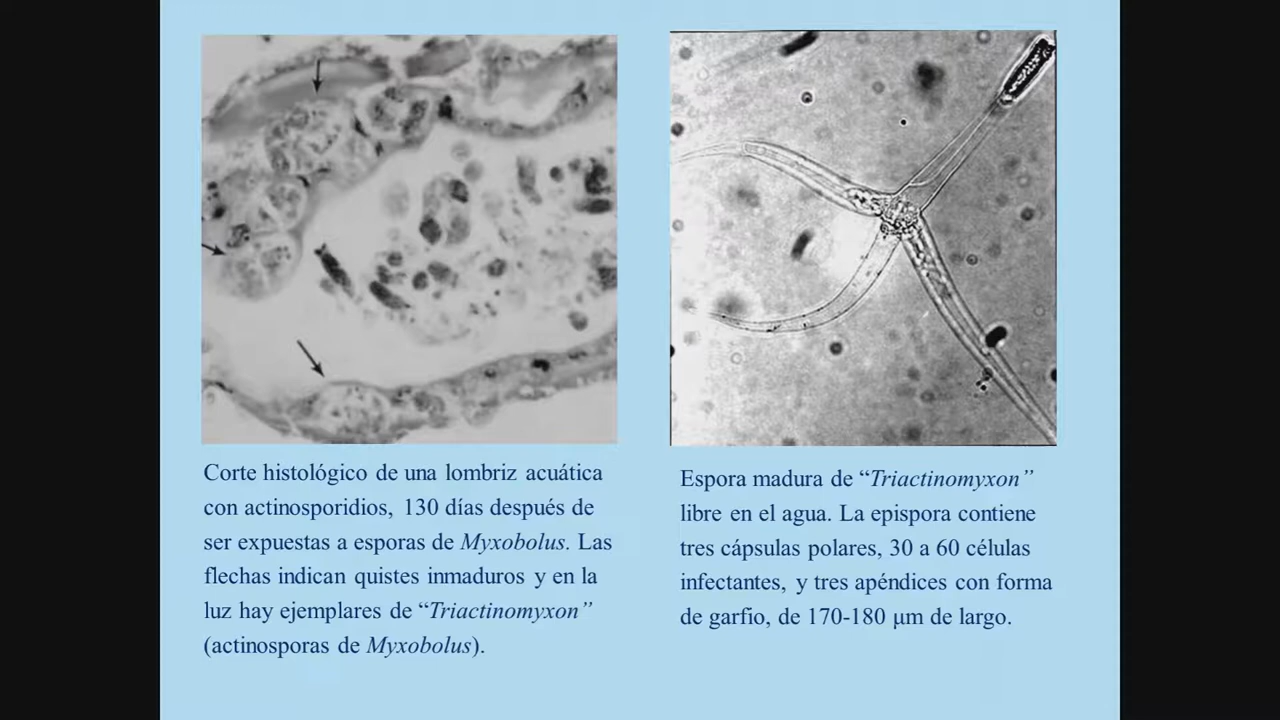 Corte histológico de una lombriz acuática
con actinosporidios, 130 días después de
ser expuestas a esporas de Myxobolus. Las
flechas indican quistes inmaduros y en la
luz hay ejemplares de “Triactinomyxon”
(actinosporas de Myxobolus).
Espora madura de “Triactinomyxon”
libre en el agua. La epispora contiene
tres cápsulas polares, 30 a 60 células
infectantes, y tres apéndices con forma
de garfio, de 170-180 μm de largo.